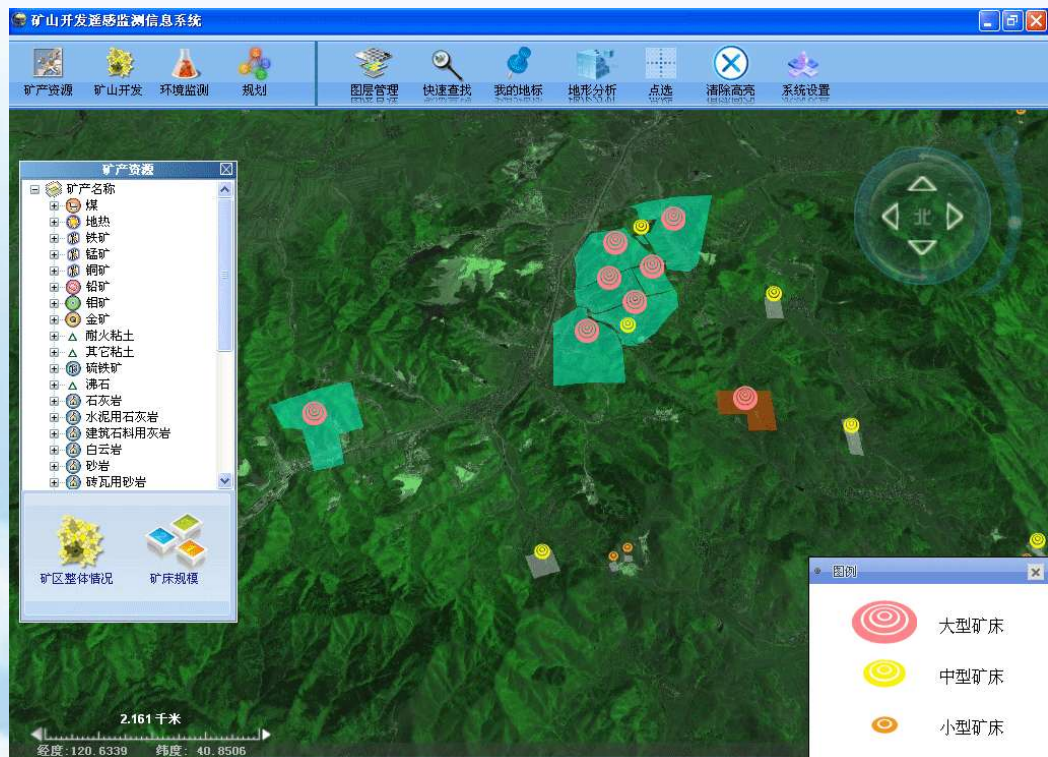 矿山开发遥感监测信息系统
矿产资源 矿山开发 环境监测 规划 图层管理 快速查找 我的地标 地形分析 点选 清除高亮 系统设置
矿产资源
矿产名称
煤
地热
铁矿
锰矿
铜矿
铅矿
钼矿
金矿
耐火粘土
其它粘土
硫铁矿
沸石
石灰岩
水泥用石灰岩
建筑石料用灰岩
白云岩
砂岩
砖瓦用砂岩
矿区整体情况 矿床规模
北
图例
大型矿床
中型矿床
小型矿床
2.161 千米
经度:120.6339 纬度: 40.8506